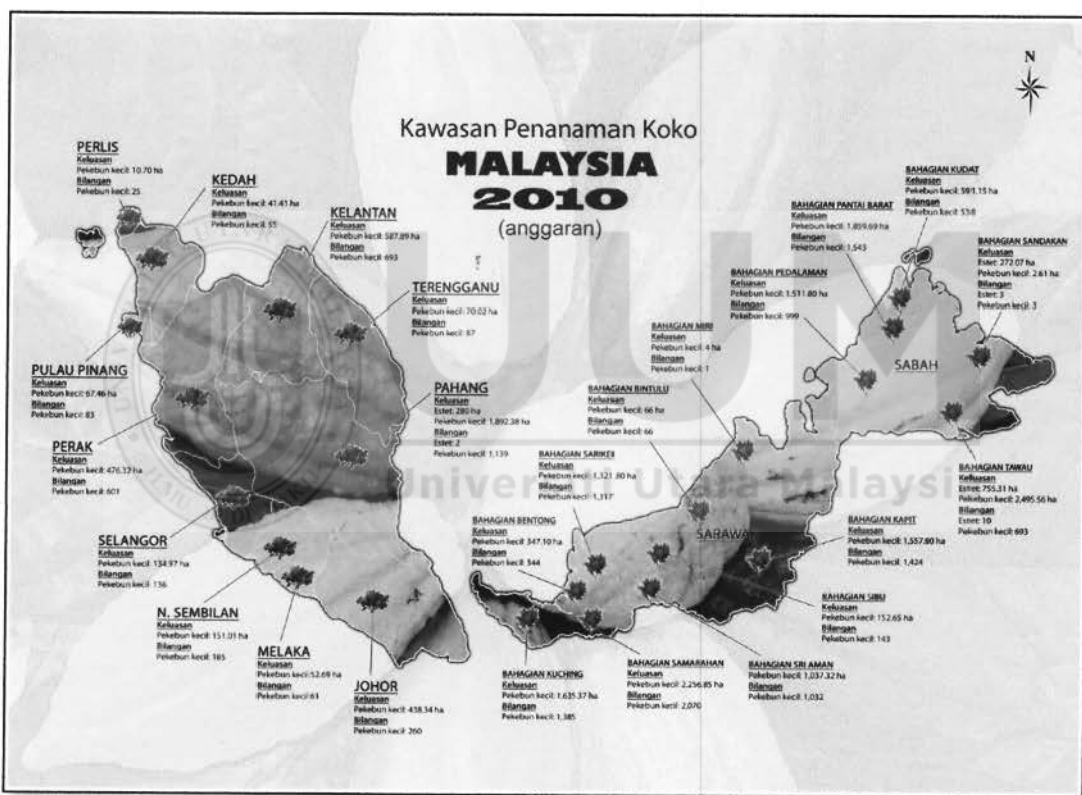 N
Kawasan Penanaman Koko
MALAYSIA
2010
(anggaran)
PERLIS
Keluasan
Pekebun kecil: 10.70 ha
Bilangan
Pekebun kecil: 25
KEDAH
Keluasan
Pekebun kecil: 41.41 ha
Bilangan
Pekebun kecil: 55
KELANTAN
Keluasan
Pekebun kecil: 587.89 ha
Bilangan
Pekebun kecil: 693
TERENGGANU
Keluasan
Pekebun kecil: 70.02 ha
Bilangan
Pekebun kecil: 87
PULAU PINANG
Keluasan
Pekebun kecil: 67.46 ha
Bilangan
Pekebun kecil: 83
PAHANG
Keluasan
Estet: 280 ha
Pekebun kecil: 1,892.38 ha
Bilangan
Estet: 2
Pekebun kecil: 1,139
PERAK
Keluasan
Pekebun kecil: 476.32 ha
Bilangan
Pekebun kecil: 601
SELANGOR
Keluasan
Pekebun kecil: 134.97 ha
Bilangan
Pekebun kecil: 136
N. SEMBILAN
Keluasan
Pekebun kecil: 151.01 ha
Bilangan
Pekebun kecil: 185
MELAKA
Keluasan
Pekebun kecil: 52.69 ha
Bilangan
Pekebun kecil: 61
JOHOR
Keluasan
Pekebun kecil: 438.34 ha
Bilangan
Pekebun kecil: 260
BAHAGIAN KUDAT
Keluasan
Pekebun kecil: 591.15 ha
Bilangan
Pekebun kecil: 538
BAHAGIAN PANTAI BARAT
Keluasan
Pekebun kecil: 1,859.69 ha
Bilangan
Pekebun kecil: 1,543
BAHAGIAN SANDAKAN
Keluasan
Estet: 272.07 ha
Pekebun kecil: 2.61 ha
Bilangan
Estet: 3
Pekebun kecil: 3
BAHAGIAN PEDALAMAN
Keluasan
Pekebun kecil: 1,511.80 ha
Bilangan
Pekebun kecil: 999
SABAH
BAHAGIAN MIRI
Keluasan
Pekebun kecil: 4 ha
Bilangan
Pekebun kecil: 1
BAHAGIAN BINTULU
Keluasan
Pekebun kecil: 66 ha
Bilangan
Pekebun kecil: 66
BAHAGIAN SARIKEI
Keluasan
Pekebun kecil: 1,321.80 ha
Bilangan
Pekebun kecil: 1,317
BAHAGIAN BENTONG
Keluasan
Pekebun kecil: 347.10 ha
Bilangan
Pekebun kecil: 344
SARAWAK
BAHAGIAN TAWAU
Keluasan
Estet: 755.31 ha
Pekebun kecil: 2,495.56 ha
Bilangan
Estet: 10
Pekebun kecil: 693
BAHAGIAN KAPIT
Keluasan
Pekebun kecil: 1,557.80 ha
Bilangan
Pekebun kecil: 1,424
BAHAGIAN SIBU
Keluasan
Pekebun kecil: 152.65 ha
Bilangan
Pekebun kecil: 143
BAHAGIAN SRI AMAN
Keluasan
Pekebun kecil: 1,037.32 ha
Bilangan
Pekebun kecil: 1,032
BAHAGIAN SAMARAHAN
Keluasan
Pekebun kecil: 2,256.85 ha
Bilangan
Pekebun kecil: 2,070
BAHAGIAN KUCHING
Keluasan
Pekebun kecil: 1,635.37 ha
Bilangan
Pekebun kecil: 1,385
UUM
Universiti Utara Malaysia